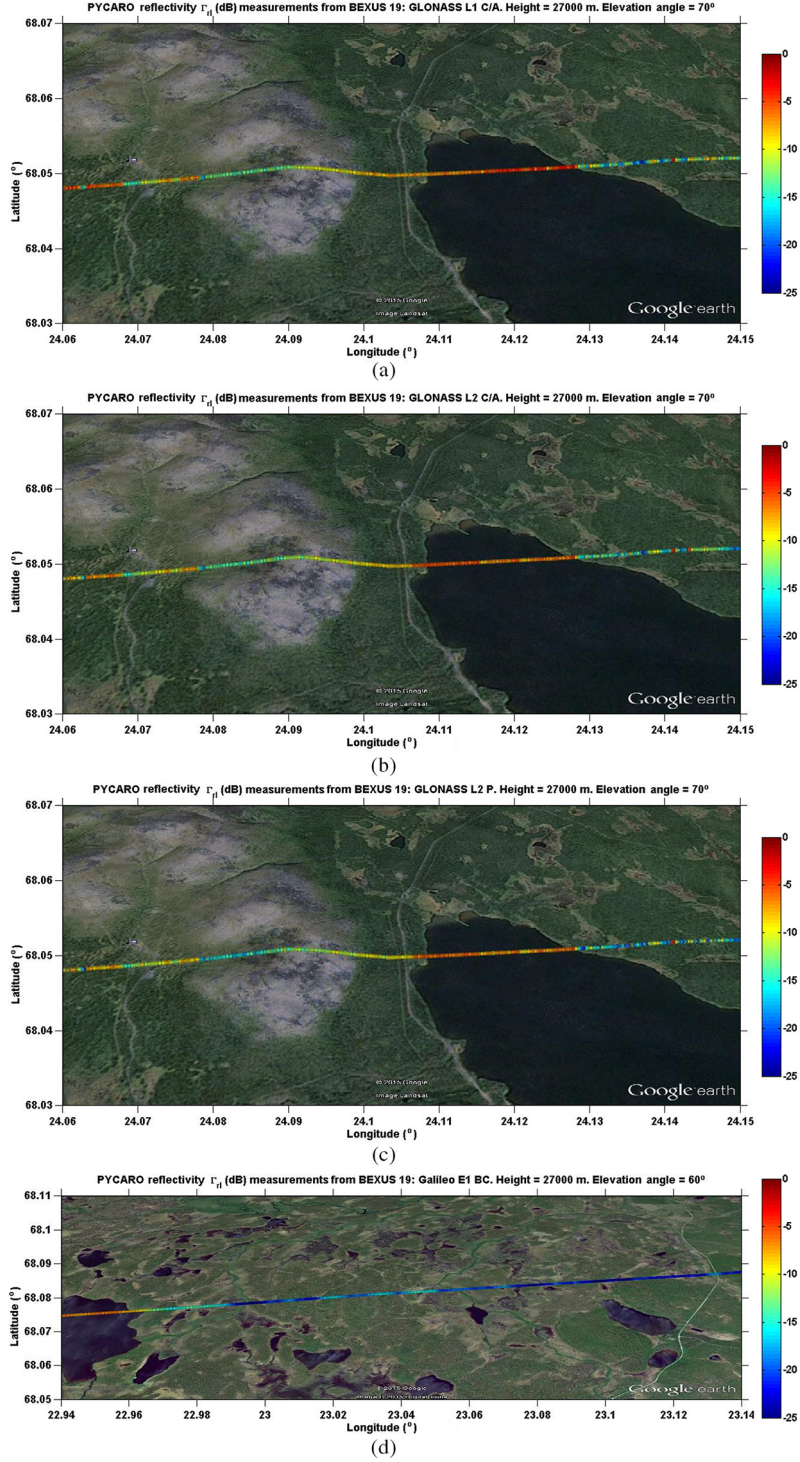 PYCARO reflectivity Γrl (dB) measurements from BEXUS 19: GLONASS L1 C/A. Height = 27000 m. Elevation angle = 70º
68.07
68.06
68.05
68.04
68.03
Latitude (º)
0
-5
-10
-15
-20
-25
© 2015 Google
Image Landsat
Google earth
24.06 24.07 24.08 24.09 24.1 24.11 24.12 24.13 24.14 24.15
Longitude (º)
(a)
PYCARO reflectivity Γrl (dB) measurements from BEXUS 19: GLONASS L2 C/A. Height = 27000 m. Elevation angle = 70º
68.07
68.06
68.05
68.04
68.03
Latitude (º)
0
-5
-10
-15
-20
-25
© 2015 Google
Image Landsat
Google earth
24.06 24.07 24.08 24.09 24.1 24.11 24.12 24.13 24.14 24.15
Longitude (º)
(b)
PYCARO reflectivity Γrl (dB) measurements from BEXUS 19: GLONASS L2 P. Height = 27000 m. Elevation angle = 70º
68.07
68.06
68.05
68.04
68.03
Latitude (º)
0
-5
-10
-15
-20
-25
© 2015 Google
Image Landsat
Google earth
24.06 24.07 24.08 24.09 24.1 24.11 24.12 24.13 24.14 24.15
Longitude (º)
(c)
PYCARO reflectivity Γrl (dB) measurements from BEXUS 19: Galileo E1 BC. Height = 27000 m. Elevation angle = 60º
68.11
68.1
68.09
68.08
68.07
68.06
68.05
Latitude (º)
0
-5
-10
-15
-20
-25
© 2015 Google
Google earth
22.94 22.96 22.98 23 23.02 23.04 23.06 23.08 23.1 23.12 23.14
Longitude (º)
(d)